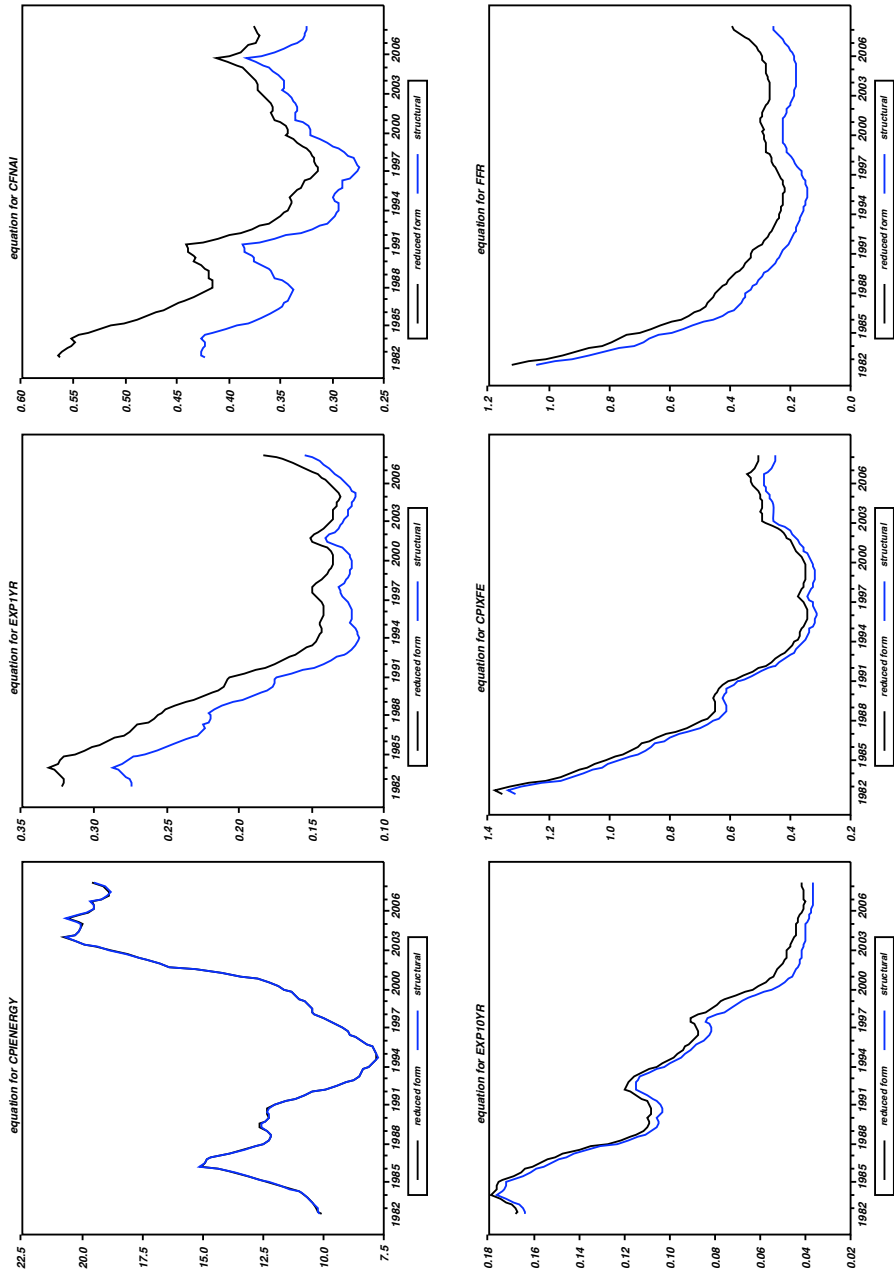 equation for CPIENERGY
22.5
20.0
17.5
15.0
12.5
10.0
7.5
1982 1985 1988 1991 1994 1997 2000 2003 2006
reduced form structural
equation for EXP1YR
0.35
0.30
0.25
0.20
0.15
0.10
1982 1985 1988 1991 1994 1997 2000 2003 2006
reduced form structural
equation for CFNAI
0.60
0.55
0.50
0.45
0.40
0.35
0.30
0.25
1982 1985 1988 1991 1994 1997 2000 2003 2006
reduced form structural
equation for EXP10YR
0.18
0.16
0.14
0.12
0.10
0.08
0.06
0.04
0.02
1982 1985 1988 1991 1994 1997 2000 2003 2006
reduced form structural
equation for CPIXFE
1.4
1.2
1.0
0.8
0.6
0.4
0.2
1982 1985 1988 1991 1994 1997 2000 2003 2006
reduced form structural
equation for FFR
1.2
1.0
0.8
0.6
0.4
0.2
0.0
1982 1985 1988 1991 1994 1997 2000 2003 2006
reduced form structural